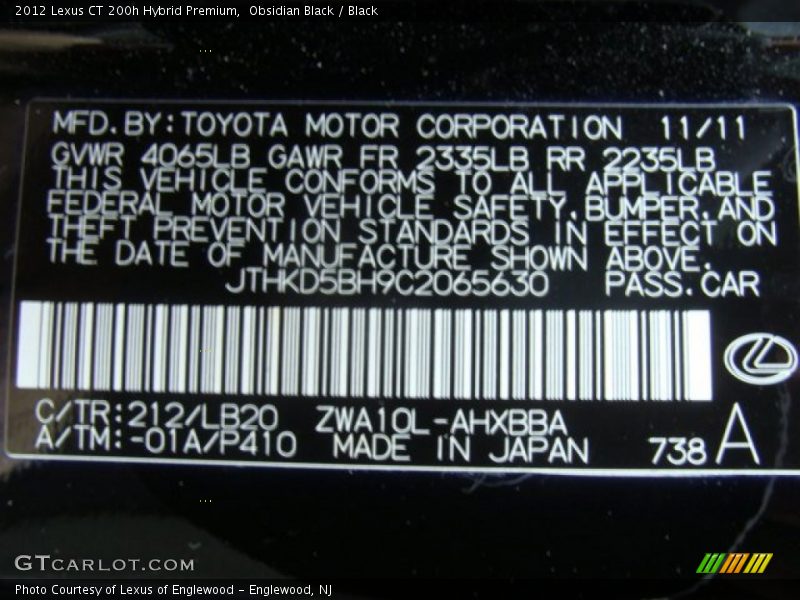 2012 Lexus CT 200h Hybrid Premium,  Obsidian Black / Black
MFD.BY:TOYOTA MOTOR CORPORATION 11/11
GVWR 4065LB GAWR FR 2335LB RR 2235LB
THIS VEHICLE CONFORMS TO ALL APPLICABLE
FEDERAL MOTOR VEHICLE SAFETY,BUMPER,AND
THEFT PREVENTION STANDARDS IN EFFECT ON
THE DATE OF MANUFACTURE SHOWN ABOVE.
JTHKD5BH9C2065630 PASS.CAR
C/TR:212/LB20 ZWA10L-AHXBBA
A/TM:-01A/P410 MADE IN JAPAN 738 A
GTCARLOT.COM
Photo Courtesy of Lexus of Englewood - Englewood, NJ